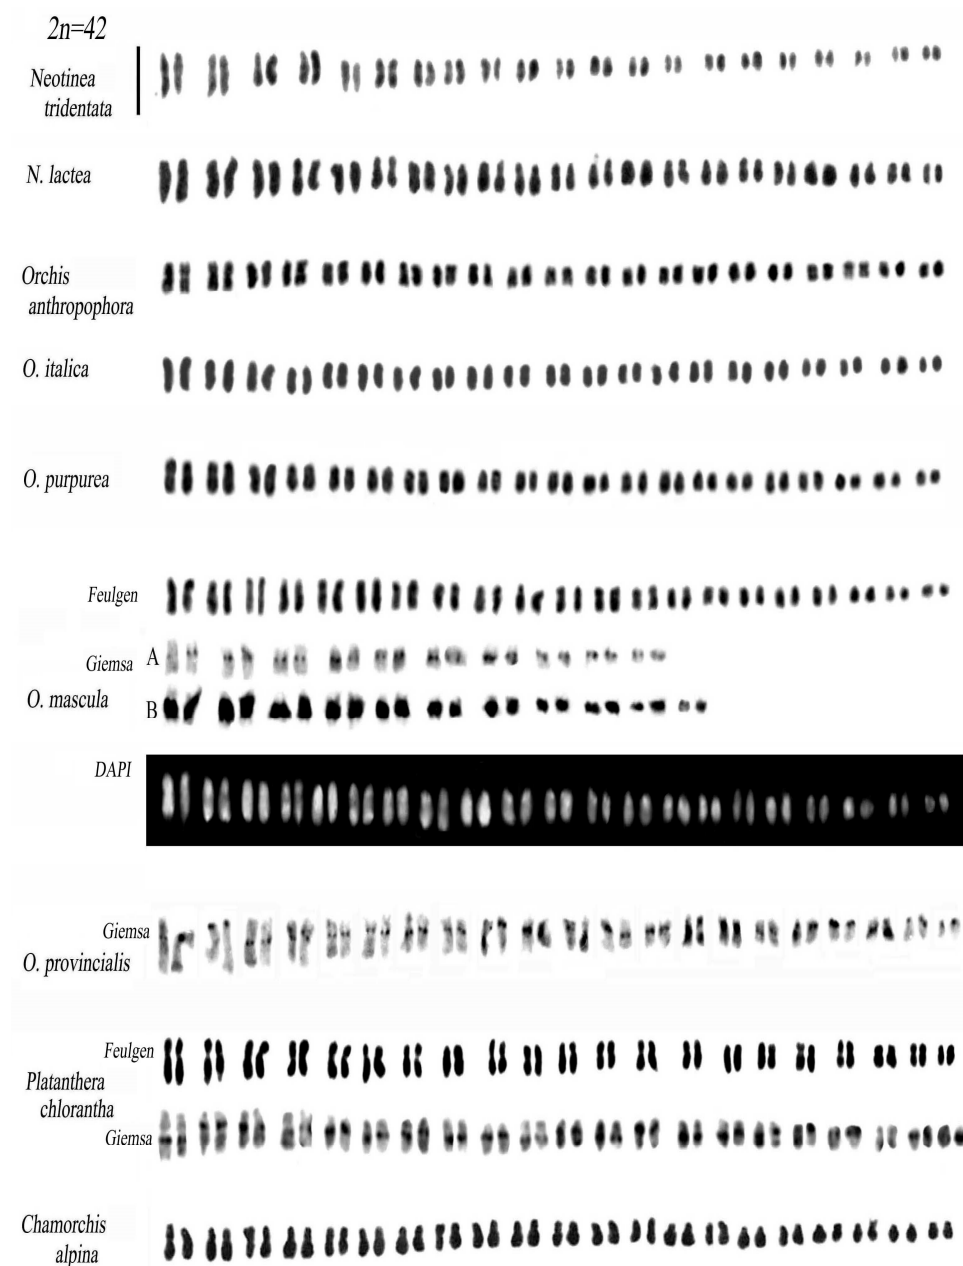 2n=42
Neotinea
tridentata
N. lactea
Orchis
anthropophora
O. italica
O. purpurea
Feulgen
Giemsa A
O. mascula
B
DAPI
Giemsa
O. provincialis
Feulgen
Platanthera
chlorantha
Giemsa
Chamorchis
alpina